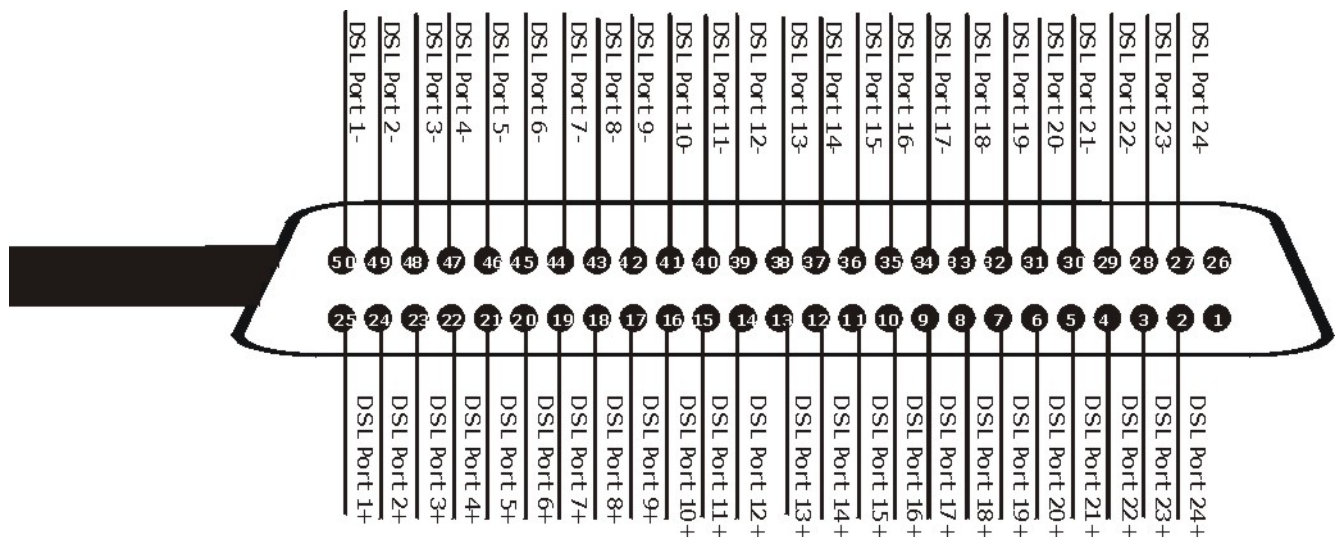 DSL Port 1-
DSL Port 2-
DSL Port 3-
DSL Port 4-
DSL Port 5-
DSL Port 6-
DSL Port 7-
DSL Port 8-
DSL Port 9-
DSL Port 10-
DSL Port 11-
DSL Port 12-
DSL Port 13-
DSL Port 14-
DSL Port 15-
DSL Port 16-
DSL Port 17-
DSL Port 18-
DSL Port 19-
DSL Port 20-
DSL Port 21-
DSL Port 22-
DSL Port 23-
DSL Port 24-
50 49 48 47 46 45 44 43 42 41 40 39 38 37 36 35 34 33 32 31 30 29 28 27 26
25 24 23 22 21 20 19 18 17 16 15 14 13 12 11 10 9 8 7 6 5 4 3 2 1
DSL Port 1+
DSL Port 2+
DSL Port 3+
DSL Port 4+
DSL Port 5+
DSL Port 6+
DSL Port 7+
DSL Port 8+
DSL Port 9+
DSL Port 10+
DSL Port 11+
DSL Port 12+
DSL Port 13+
DSL Port 14+
DSL Port 15+
DSL Port 16+
DSL Port 17+
DSL Port 18+
DSL Port 19+
DSL Port 20+
DSL Port 21+
DSL Port 22+
DSL Port 23+
DSL Port 24+